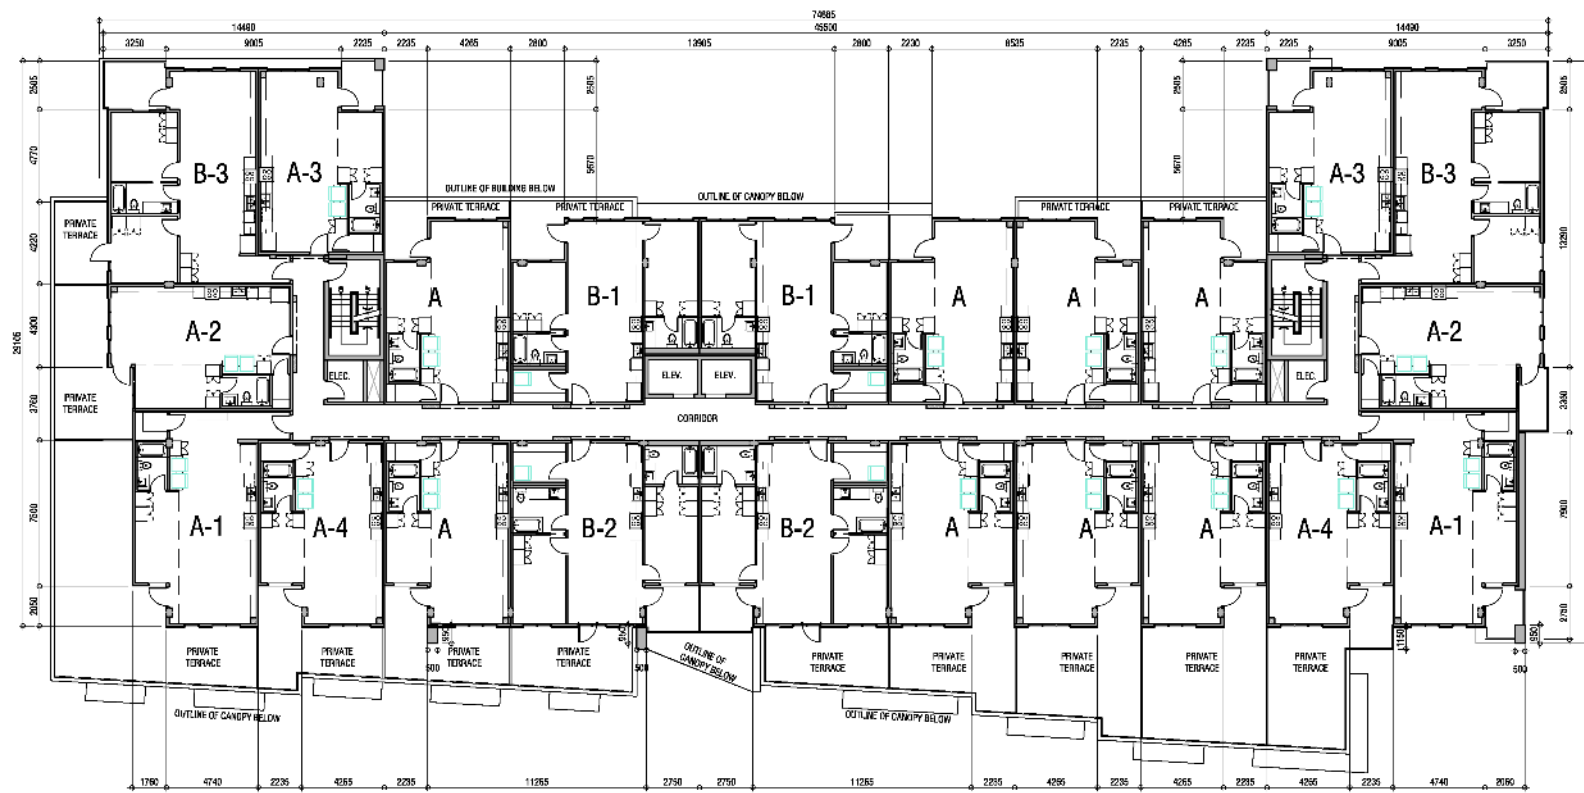 74685
14490 45500 14490
3250 9005 2235 2235 4265 2800 13905 2800 2230 8535 2235 4265 2235 2235 9005 3250
2505 2505 2505 2505
4770 5670 5670
B-3 A-3 A-3 B-3
OUTLINE OF BUILDING BELOW
OUTLINE OF CANOPY BELOW
PRIVATE TERRACE PRIVATE TERRACE PRIVATE TERRACE PRIVATE TERRACE
PRIVATE
TERRACE
4220 13290
A B-1 B-1 A A A
29105
4300
A-2 A-2
ELEC. ELEV. ELEV. ELEC.
3760
PRIVATE
TERRACE
CORRIDOR
7500 7900
A-1 A-4 A B-2 B-2 A A A A-4 A-1
2050 2750
950 950 1150 950
500 500 500
PRIVATE PRIVATE PRIVATE PRIVATE PRIVATE PRIVATE PRIVATE PRIVATE PRIVATE
TERRACE TERRACE TERRACE TERRACE TERRACE TERRACE TERRACE TERRACE TERRACE
OUTLINE OF
CANOPY BELOW
OUTLINE OF CANOPY BELOW OUTLINE OF CANOPY BELOW
1760 4740 2235 4265 2235 11265 2750 2750 11265 2235 4265 2235 4265 2235 4265 2235 4740 2060